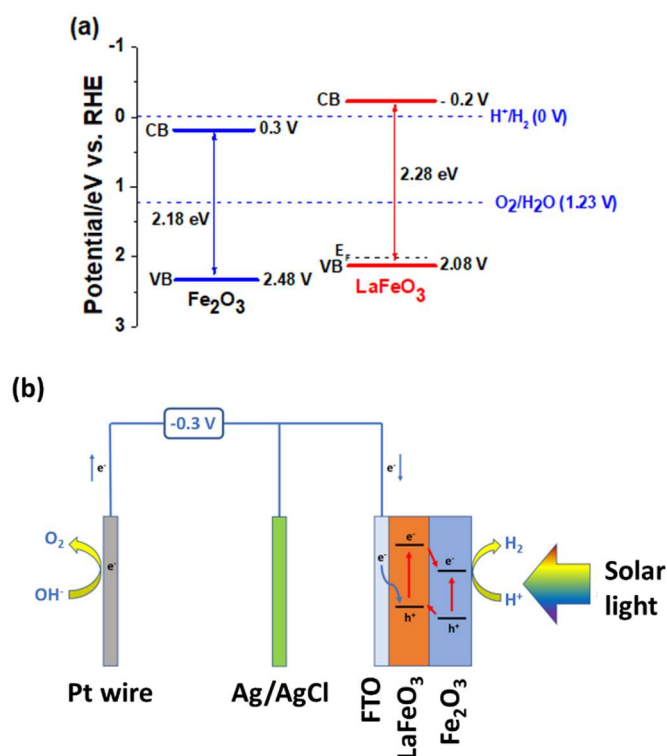 (a)
Potential/eV vs. RHE
-1
0
1
2
3
CB
0.3 V
2.18 eV
VB
2.48 V
Fe2O3
CB
- 0.2 V
H+/H2 (0 V)
2.28 eV
O2/H2O (1.23 V)
EF
VB
2.08 V
LaFeO3
(b)
-0.3 V
e-
e-
O2
OH-
e-
e-
e-
e-
h+
h+
H2
H+
Solar
light
Pt wire
Ag/AgCl
FTO
LaFeO3
Fe2O3